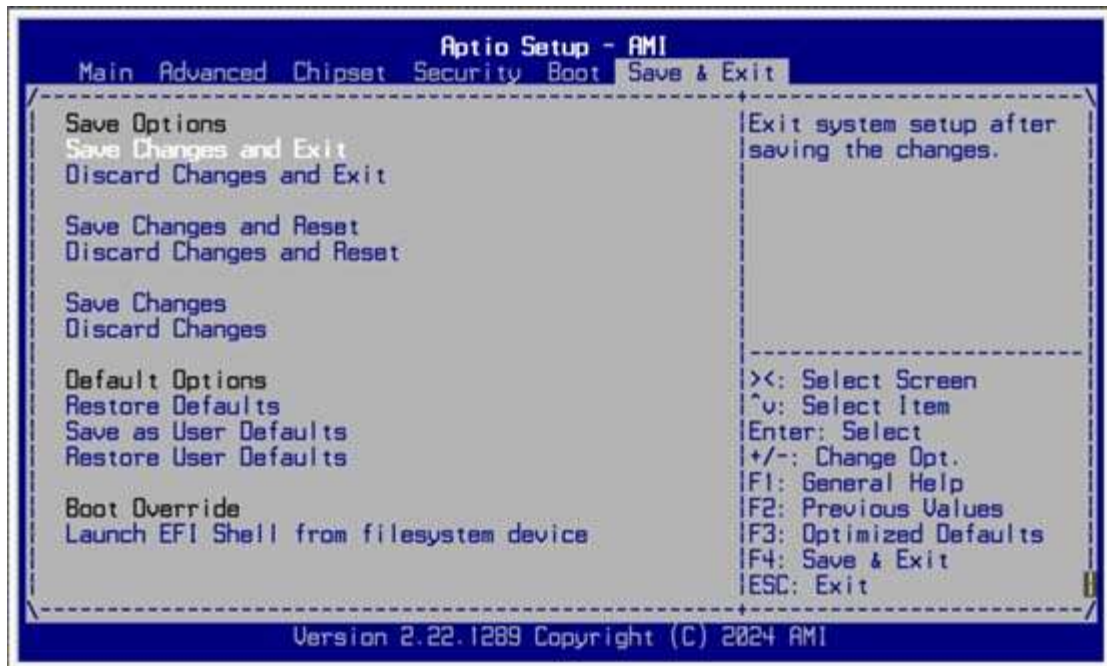 Aptio Setup - AMI
Main Advanced Chipset Security Boot Save & Exit
Save Options
Save Changes and Exit
Discard Changes and Exit
Save Changes and Reset
Discard Changes and Reset
Save Changes
Discard Changes
Default Options
Restore Defaults
Save as User Defaults
Restore User Defaults
Boot Override
Launch EFI Shell from filesystem device
Exit system setup after
saving the changes.
><: Select Screen
^v: Select Item
Enter: Select
+/-: Change Opt.
F1: General Help
F2: Previous Values
F3: Optimized Defaults
F4: Save & Exit
ESC: Exit
Version 2.22.1289 Copyright (C) 2024 AMI